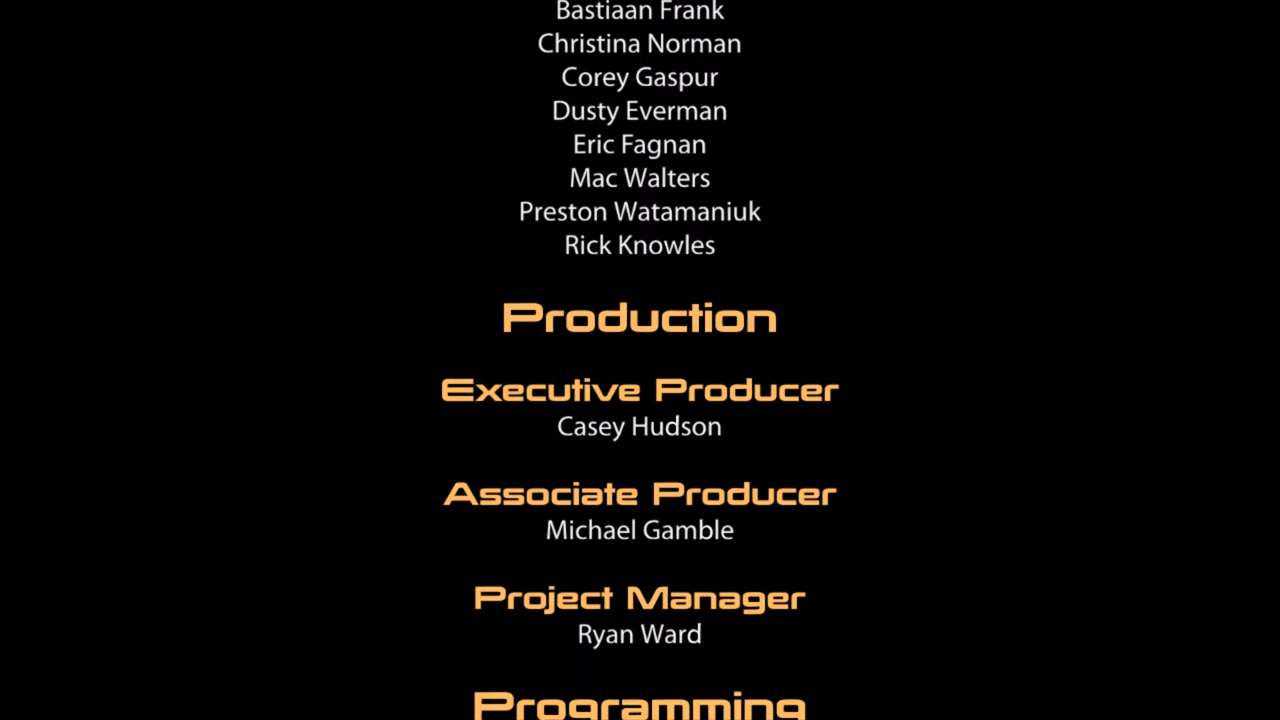 Bastiaan Frank
Christina Norman
Corey Gaspur
Dusty Everman
Eric Fagnan
Mac Walters
Preston Watamaniuk
Rick Knowles
Production
Executive Producer
Casey Hudson
Associate Producer
Michael Gamble
Project Manager
Ryan Ward
Programming